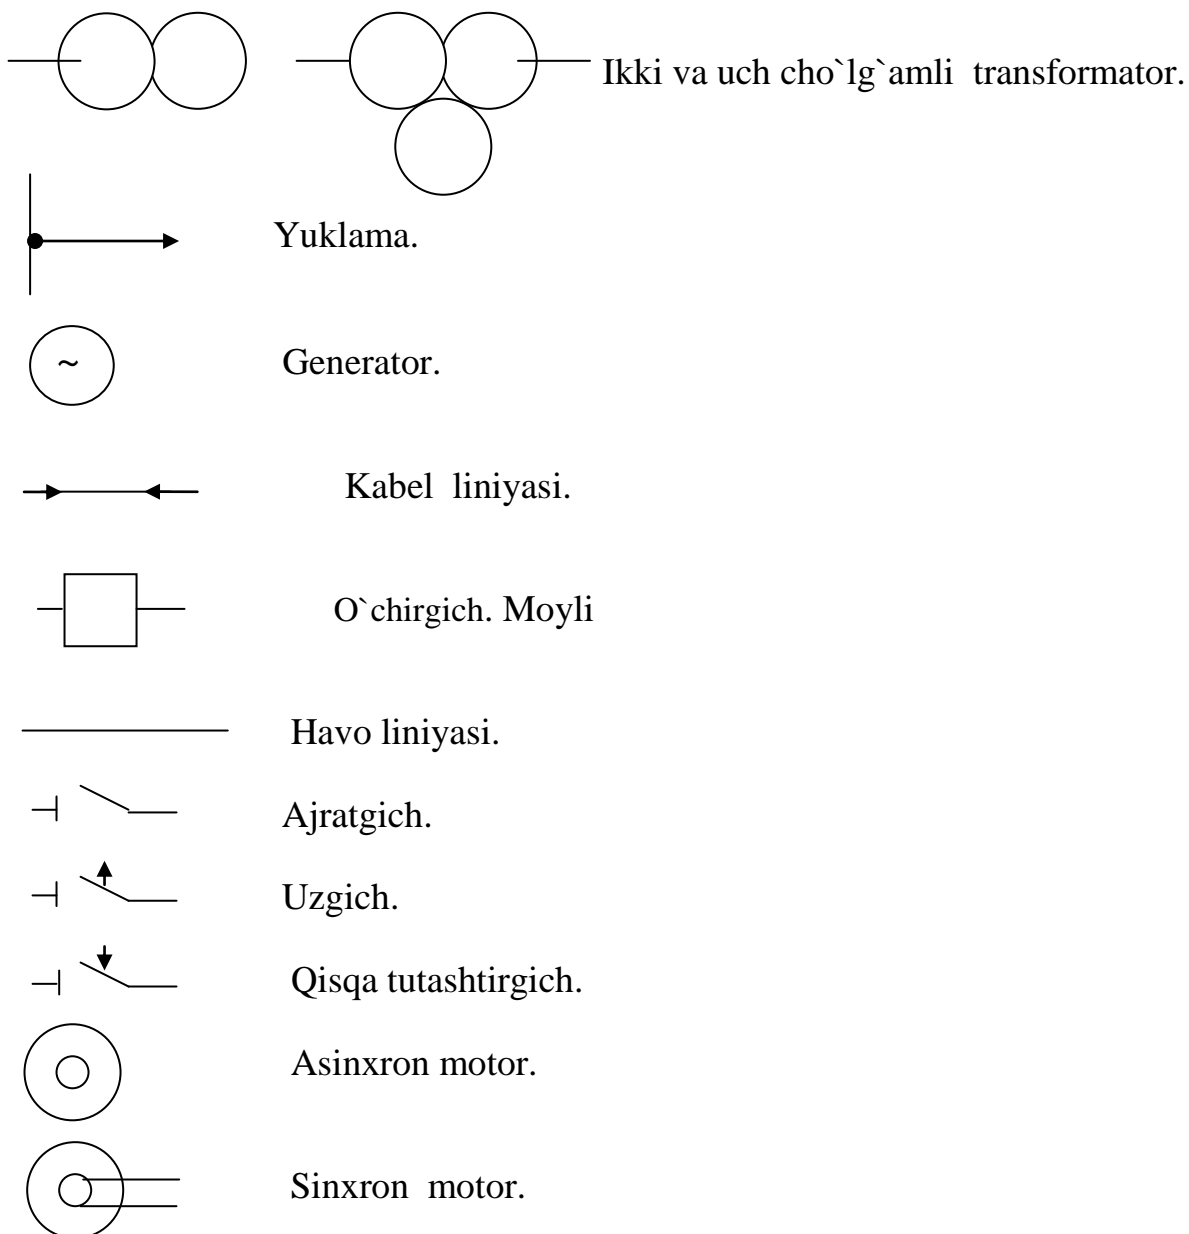 Ikki va uch cho`lg`amli transformator.
Yuklama.
~
Generator.
Kabel liniyasi.
O`chirgich. Moyli
Havo liniyasi.
Ajratgich.
Uzgich.
Qisqa tutashtirgich.
Asinxron motor.
Sinxron motor.